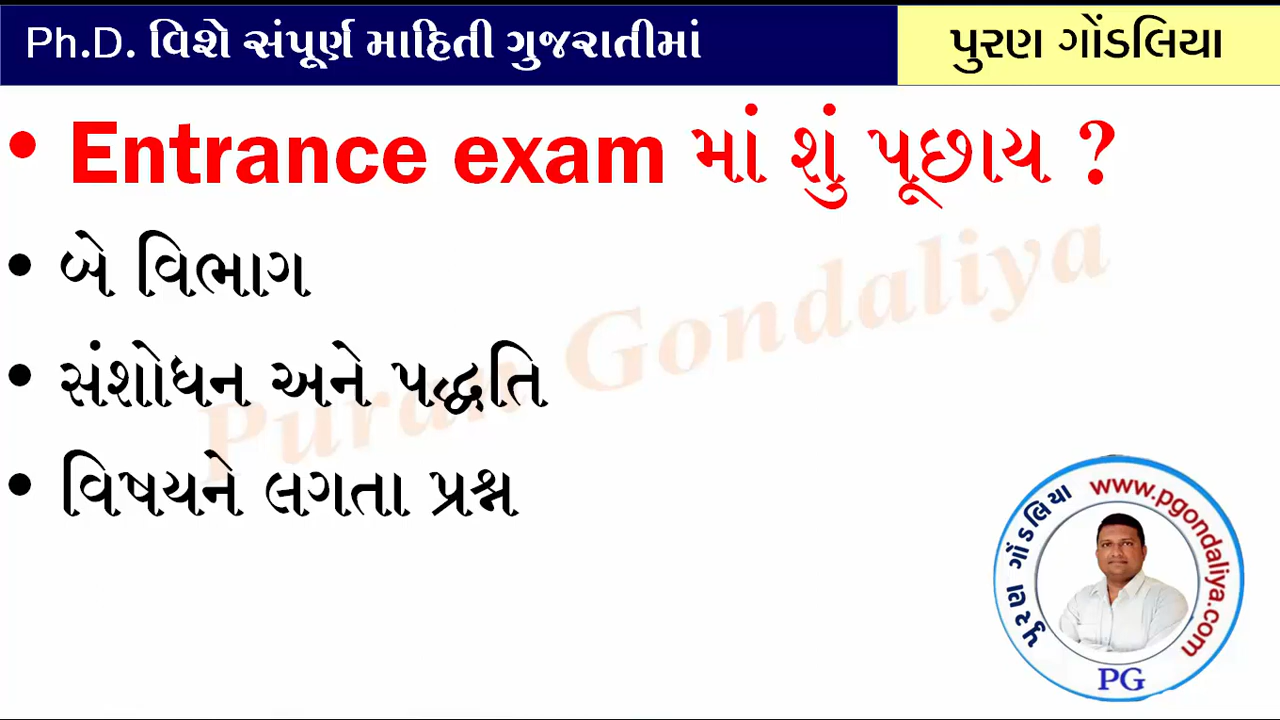 Ph.D. વિશે સંપૂર્ણ માહિતી ગુજરાતીમાં
પુરણ ગોંડલિયા
• Entrance exam માં શું પૂછાય ?
• બે વિભાગ
• સંશોધન અને પદ્ધતિ
• વિષયને લગતા પ્રશ્ન
Puran Gondaliya
પુરણ ગોંડલિયા
www.pgondaliya.com
PG